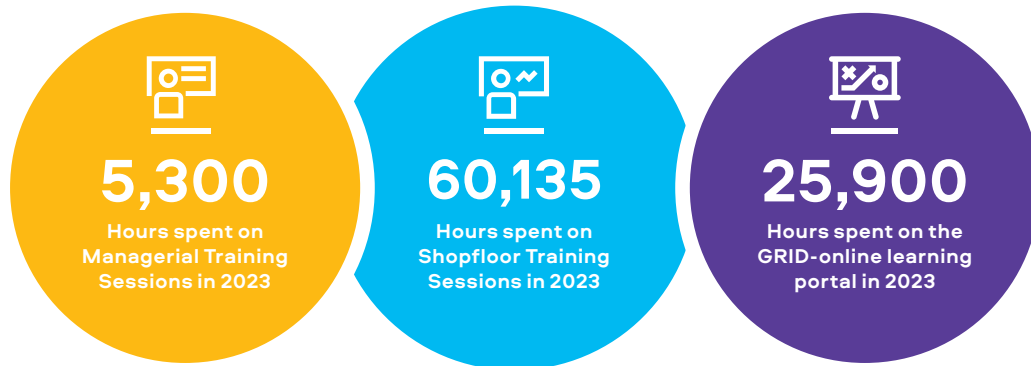 5,300
Hours spent on
Managerial Training
Sessions in 2023
60,135
Hours spent on
Shopfloor Training
Sessions in 2023
25,900
Hours spent on the
GRID-online learning
portal in 2023